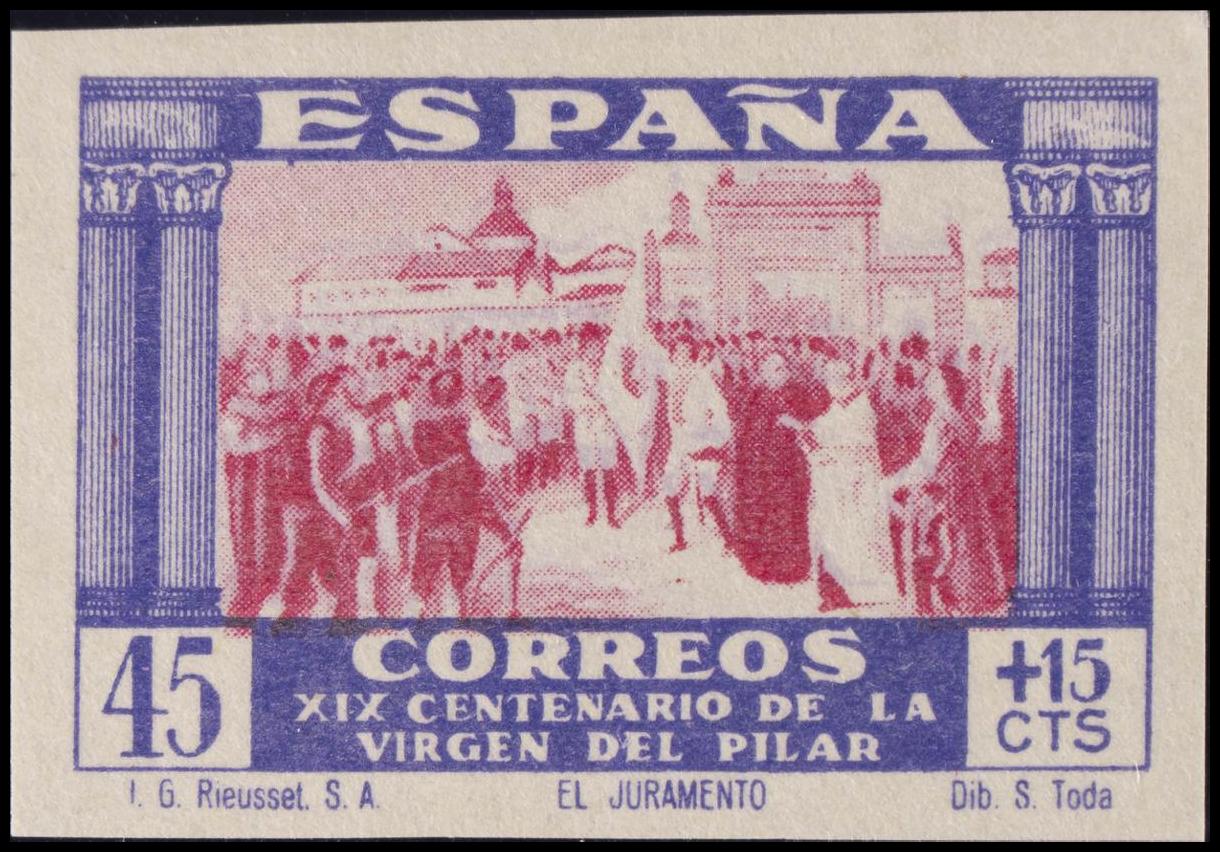 ESPAÑA
45
CORREOS
XIX CENTENARIO DE LA
VIRGEN DEL PILAR
+15
CTS
I. G. Rieusset. S. A.
EL JURAMENTO
Dib. S. Toda